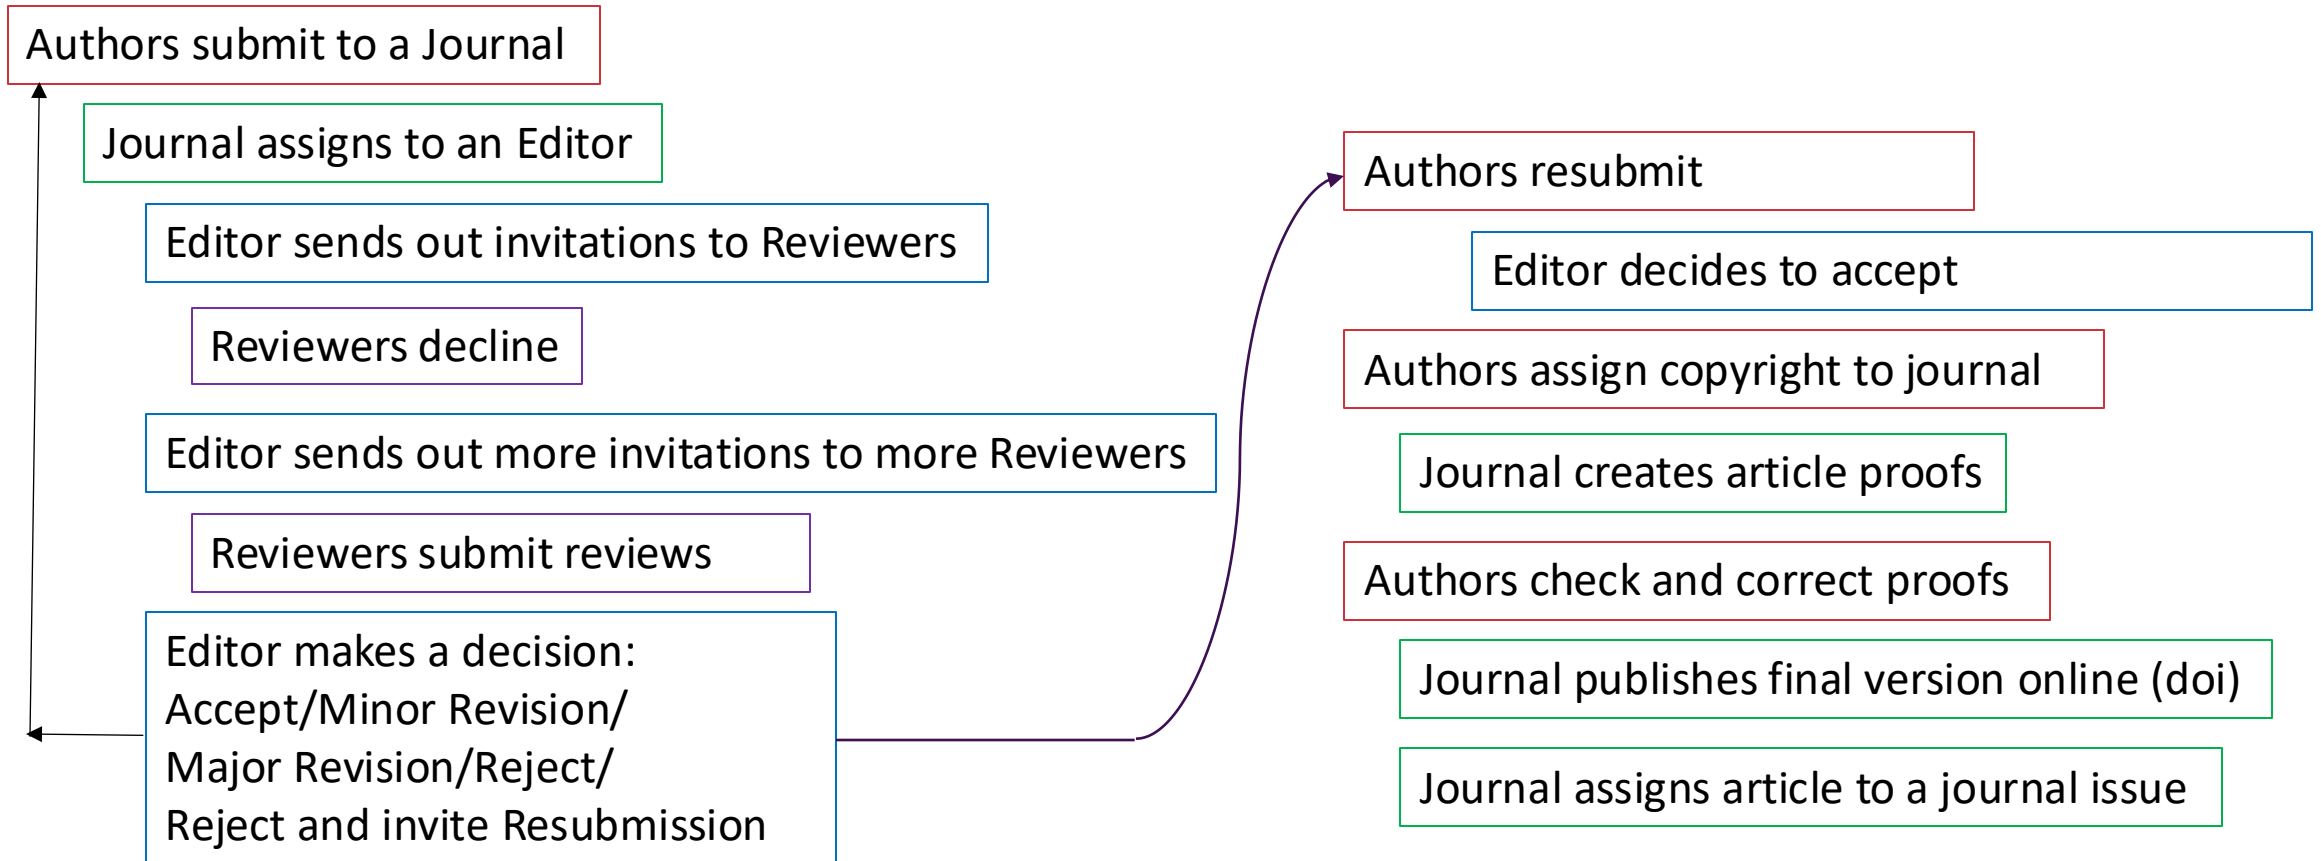 Authors submit to a Journal
Journal assigns to an Editor
Editor sends out invitations to Reviewers
Reviewers decline
Editor sends out more invitations to more Reviewers
Reviewers submit reviews
Editor makes a decision:
Accept/Minor Revision/
Major Revision/Reject/
Reject and invite Resubmission
Authors resubmit
Editor decides to accept
Authors assign copyright to journal
Journal creates article proofs
Authors check and correct proofs
Journal publishes final version online (doi)
Journal assigns article to a journal issue